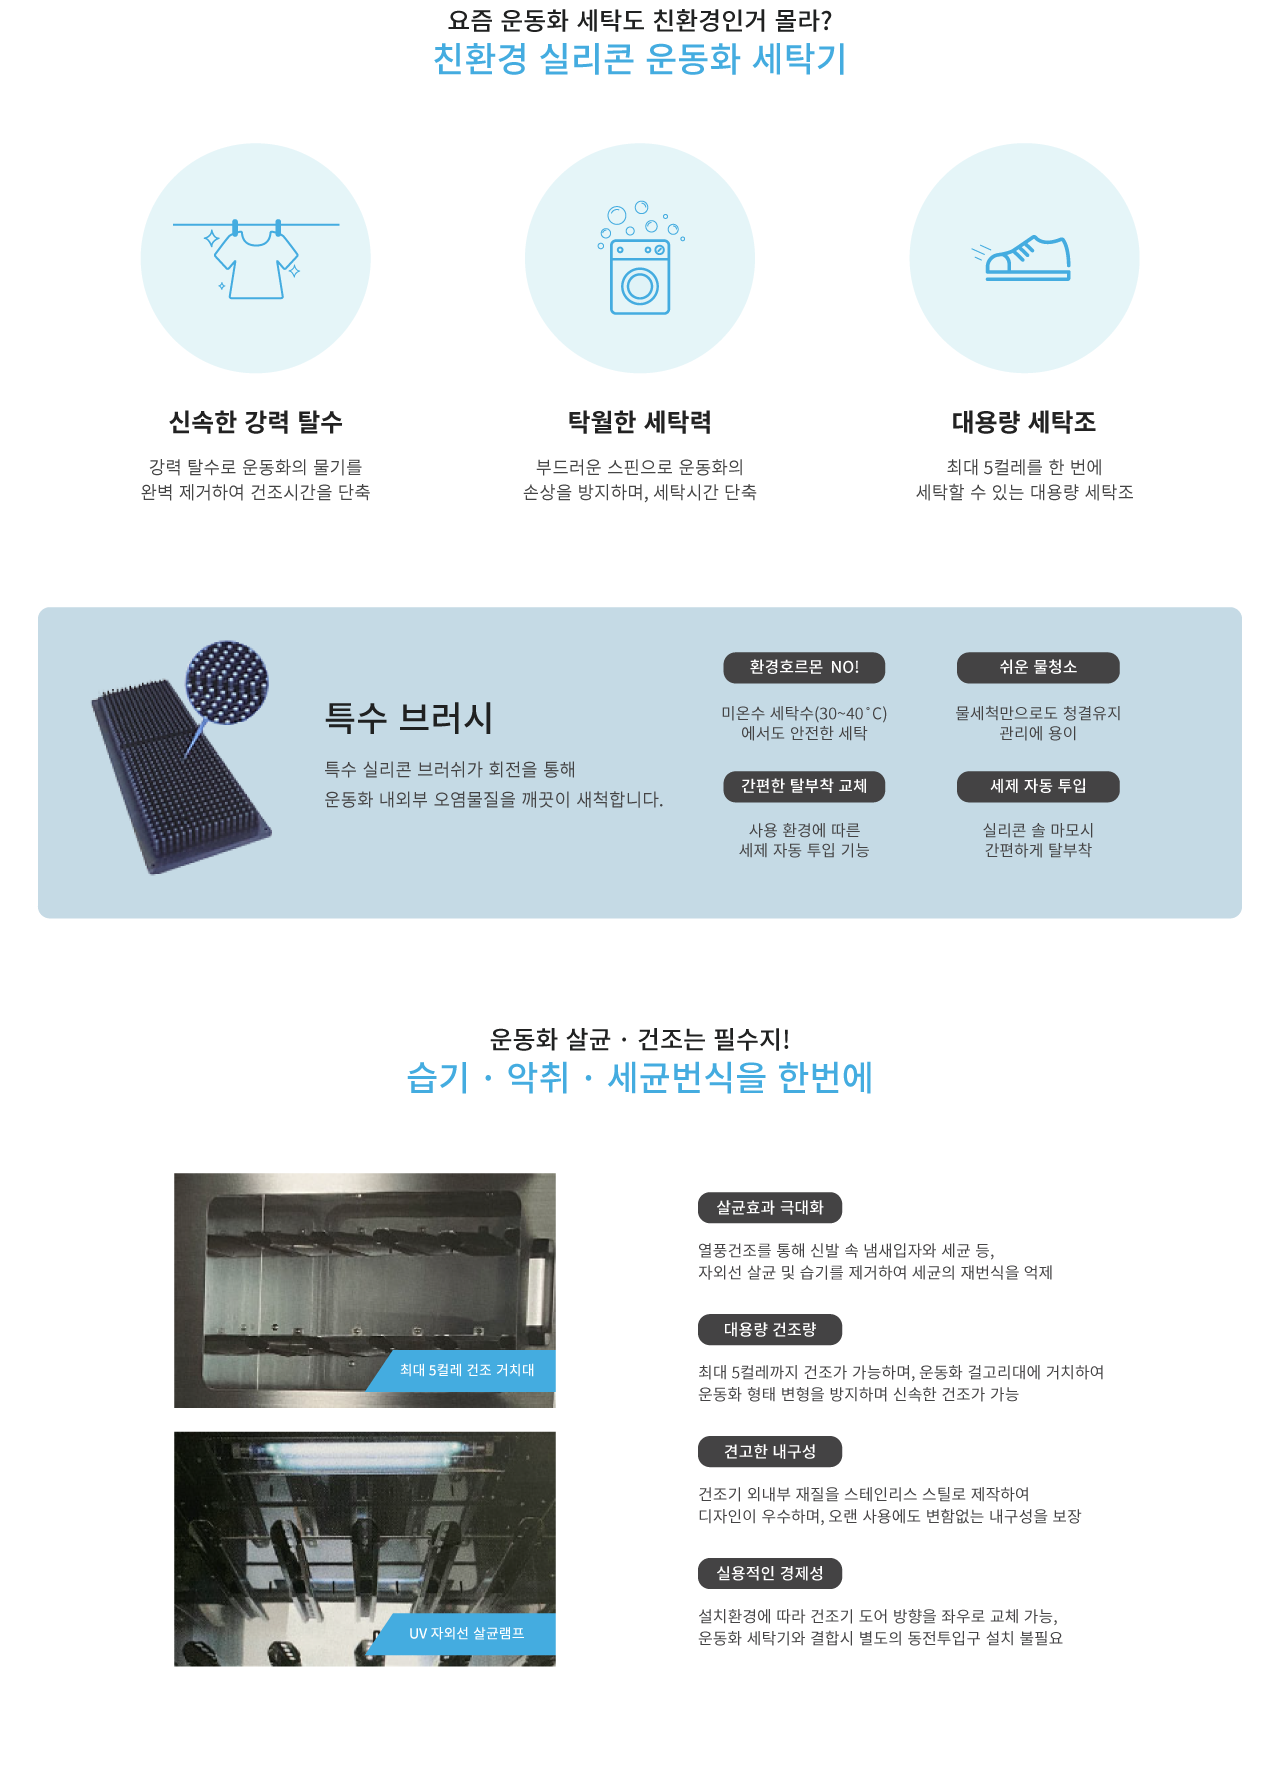 요즘 운동화 세탁도 친환경인거 몰라?
친환경 실리콘 운동화 세탁기
신속한 강력 탈수
강력 탈수로 운동화의 물기를
완벽 제거하여 건조시간을 단축
탁월한 세탁력
부드러운 스핀으로 운동화의
손상을 방지하며, 세탁시간 단축
대용량 세탁조
최대 5컬레를 한 번에
세탁할 수 있는 대용량 세탁조
특수 브러시
특수 실리콘 브러쉬가 회전을 통해
운동화 내외부 오염물질을 깨끗이 새척합니다.
환경호르몬 NO!
미온수 세탁수(30~40˚C)
에서도 안전한 세탁
쉬운 물청소
물세척만으로도 청결유지
관리에 용이
간편한 탈부착 교체
사용 환경에 따른
세제 자동 투입 기능
세제 자동 투입
실리콘 솔 마모시
간편하게 탈부착
운동화 살균 · 건조는 필수지!
습기 · 악취 · 세균번식을 한번에
최대 5컬레 건조 거치대
UV 자외선 살균램프
살균효과 극대화
열풍건조를 통해 신발 속 냄새입자와 세균 등,
자외선 살균 및 습기를 제거하여 세균의 재번식을 억제
대용량 건조량
최대 5컬레까지 건조가 가능하며, 운동화 걸고리대에 거치하여
운동화 형태 변형을 방지하며 신속한 건조가 가능
견고한 내구성
건조기 외내부 재질을 스테인리스 스틸로 제작하여
디자인이 우수하며, 오랜 사용에도 변함없는 내구성을 보장
실용적인 경제성
설치환경에 따라 건조기 도어 방향을 좌우로 교체 가능,
운동화 세탁기와 결합시 별도의 동전투입구 설치 불필요